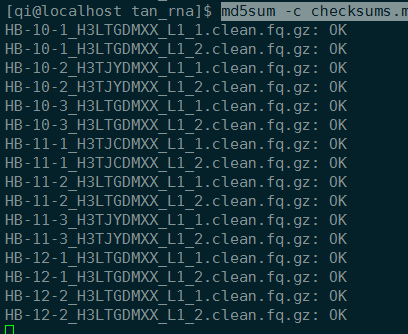 [qi@localhost tan_rna]$ md5sum -c checksums.m
HB-10-1_H3LTGDMXX_L1_1.clean.fq.gz: OK
HB-10-1_H3LTGDMXX_L1_2.clean.fq.gz: OK
HB-10-2_H3TJYDMXX_L1_1.clean.fq.gz: OK
HB-10-2_H3TJYDMXX_L1_2.clean.fq.gz: OK
HB-10-3_H3LTGDMXX_L1_1.clean.fq.gz: OK
HB-10-3_H3LTGDMXX_L1_2.clean.fq.gz: OK
HB-11-1_H3TJCDMXX_L1_1.clean.fq.gz: OK
HB-11-1_H3TJCDMXX_L1_2.clean.fq.gz: OK
HB-11-2_H3LTGDMXX_L1_1.clean.fq.gz: OK
HB-11-2_H3LTGDMXX_L1_2.clean.fq.gz: OK
HB-11-3_H3TJYDMXX_L1_1.clean.fq.gz: OK
HB-11-3_H3TJYDMXX_L1_2.clean.fq.gz: OK
HB-12-1_H3LTGDMXX_L1_1.clean.fq.gz: OK
HB-12-1_H3LTGDMXX_L1_2.clean.fq.gz: OK
HB-12-2_H3LTGDMXX_L1_1.clean.fq.gz: OK
HB-12-2_H3LTGDMXX_L1_2.clean.fq.gz: OK